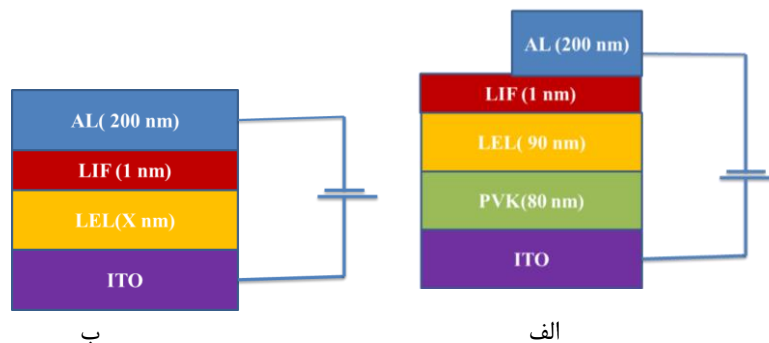 AL (200 nm)
LIF (1 nm)
LEL( 90 nm)
PVK(80 nm)
ITO
الف
AL( 200 nm)
LIF (1 nm)
LEL(X nm)
ITO
ب